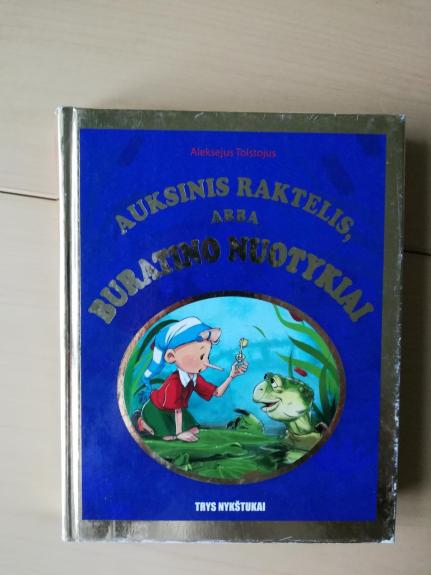 Aleksejus Tolstojus
AUKSINIS RAKTELIS,
ARBA
BURATINO NUOTYKIAI
TRYS NYKŠTUKAI